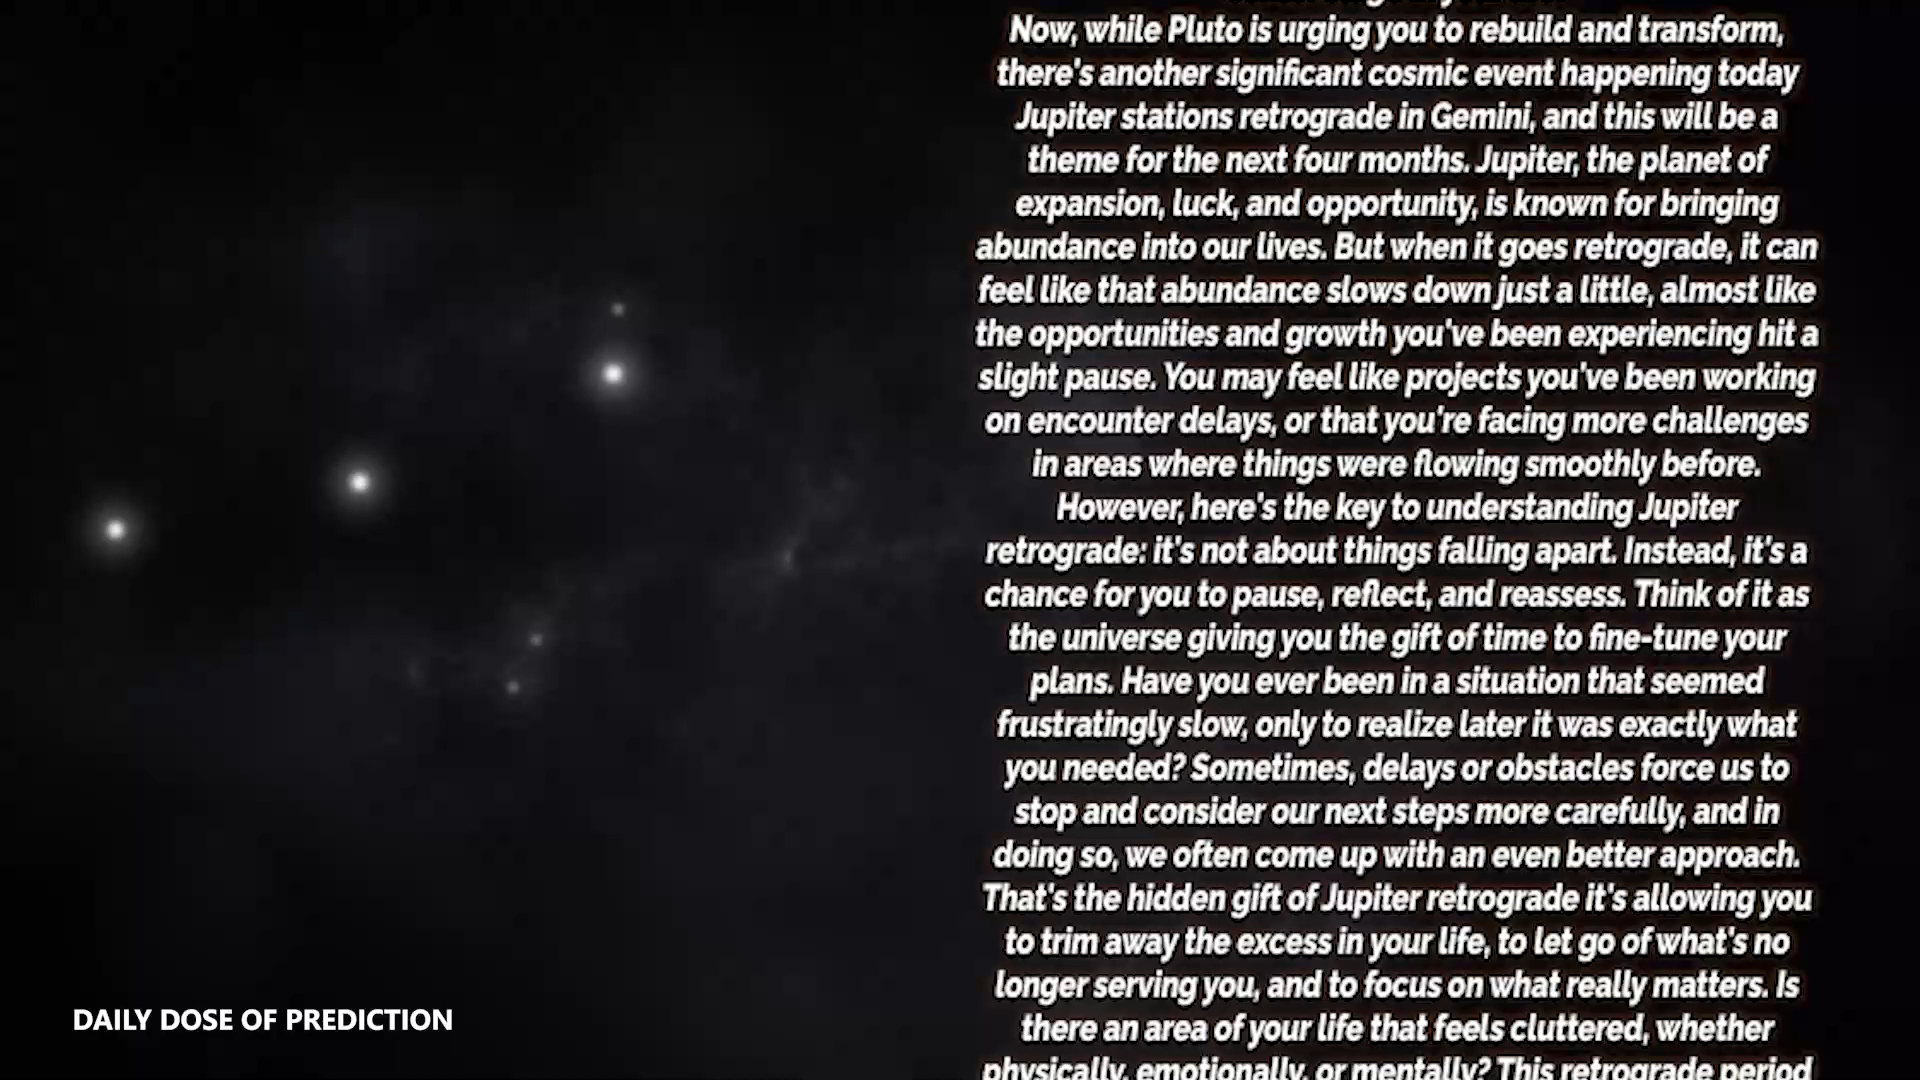 Now, while Pluto is urging you to rebuild and transform,
there's another significant cosmic event happening today
Jupiter stations retrograde in Gemini, and this will be a
theme for the next four months. Jupiter, the planet of
expansion, luck, and opportunity, is known for bringing
abundance into our lives. But when it goes retrograde, it can
feel like that abundance slows down just a little, almost like
the opportunities and growth you've been experiencing hit a
slight pause. You may feel like projects you've been working
on encounter delays, or that you're facing more challenges
in areas where things were flowing smoothly before.
However, here's the key to understanding Jupiter
retrograde: it's not about things falling apart. Instead, it's a
chance for you to pause, reflect, and reassess. Think of it as
the universe giving you the gift of time to fine-tune your
plans. Have you ever been in a situation that seemed
frustratingly slow, only to realize later it was exactly what
you needed? Sometimes, delays or obstacles force us to
stop and consider our next steps more carefully, and in
doing so, we often come up with an even better approach.
That's the hidden gift of Jupiter retrograde it's allowing you
to trim away the excess in your life, to let go of what's no
longer serving you, and to focus on what really matters. Is
there an area of your life that feels cluttered, whether
physically, emotionally, or mentally? This retrograde period
DAILY DOSE OF PREDICTION